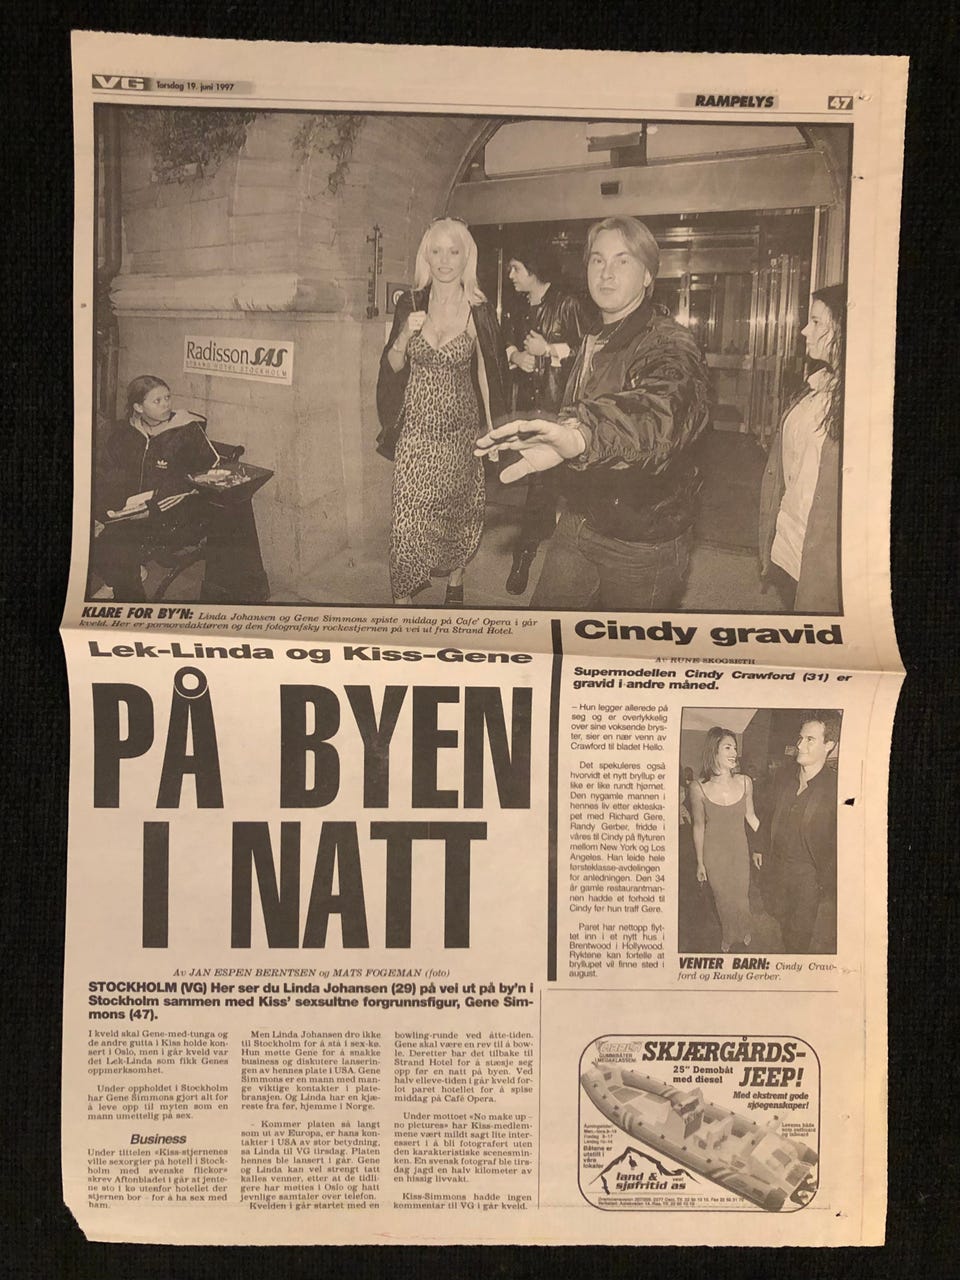 VG Torsdag 19. juni 1997
RAMPELYS
47
Radisson SAS
STRAND HOTEL STOCKHOLM
KLARE FOR BY'N: Linda Johansen og Gene Simmons spiste middag på Cafe' Opera i går
kveld. Her er pornoredaktøren og den fotografsky rockestjernen på vei ut fra Strand Hotel.
Lek-Linda og Kiss-Gene
PÅ BYEN
I NATT
Av JAN ESPEN BERNTSEN og MATS FOGEMAN (foto)
STOCKHOLM (VG) Her ser du Linda Johansen (29) på vei ut på by'n i
Stockholm sammen med Kiss' sexsultne forgrunnsfigur, Gene Sim-
mons (47).
I kveld skal Gene-med-tunga og
de andre gutta i Kiss holde kon-
sert i Oslo, men i går kveld var
det Lek-Linda som fikk Genes
oppmerksomhet.
Under oppholdet i Stockholm
har Gene Simmons gjort alt for
å leve opp til myten som en
mann umettelig på sex.
Business
Under tittelen «Kiss-stjernenes
ville sexorgier på hotell i Stock-
holm med svenske flickor»
skrev Aftonbladet i går at jente-
ne sto i kø utenfor hotellet der
stjernen bor - for å ha sex med
ham.
Men Linda Johansen dro ikke
til Stockholm for å stå i sex-kø.
Hun møtte Gene for å snakke
business og diskutere lanserin-
gen av hennes plate i USA. Gene
Simmons er en mann med man-
ge viktige kontakter i plate-
bransjen. Og Linda har en kjæ-
reste fra før, hjemme i Norge.
- Kommer platen så langt
som ut av Europa, er hans kon-
takter i USA av stor betydning,
sa Linda til VG tirsdag. Platen
hennes ble lansert i går. Gene
og Linda kan vel strengt tatt
kalles venner, etter at de tidli-
gere har møttes i Oslo og hatt
jevnlige samtaler over telefon.
Kvelden i går startet med en
bowling-runde ved åtte-tiden.
Gene skal være en rev til å bow-
le. Deretter har det tilbake til
Strand Hotell for å stæsje seg
opp før en natt på byen. Ved
halv elleve-tiden i går kveld for-
lot paret hotellet for å spise
middag på Café Opera.
Under mottoet «No make up -
no pictures» har Kiss-medlem-
mene vært mildt sagt lite inter-
essert i å bli fotografert uten
den karakteristiske scenesmin-
ken. En svensk fotograf ble tirs-
dag jagd en halv kilometer av
en hissig livvakt.
Kiss-Simmons hadde ingen
kommentar til VG i går kveld.
Cindy gravid
Av RUNE SKOGSETH
Supermodellen Cindy Crawford (31) er
gravid i andre måned.
– Hun legger allerede på
seg og er overlykkelig
over sine voksende brys-
ter, sier en nær venn av
Crawford til bladet Hello.
Det spekuleres også
hvorvidt et nytt bryllup er
like er like rundt hjørnet.
Den nygamle mannen i
hennes liv etter ekteska-
pet med Richard Gere,
Randy Gerber, fridde i
våres til Cindy på flyturen
mellom New York og Los
Angeles. Han leide hele
førsteklasse-avdelingen
for anledningen. Den 34
år gamle restaurantman-
nen hadde et forhold til
Cindy før hun traff Gere.
Paret har nettopp flyt-
tet inn i et nytt hus i
Brentwood i Hollywood.
Ryktene kan fortelle at
bryllupet vil finne sted i
august.
VENTER BARN: Cindy Craw-
ford og Randy Gerber.
GUMMIBÅTER
SKJÆRGÅRDS-
JEEP!
25" Demobåt
med diesel
Med ekstremt gode
sjøegenskaper!
Båtene er
utstilt i
våre
lokaler
land &
sjøfritid as